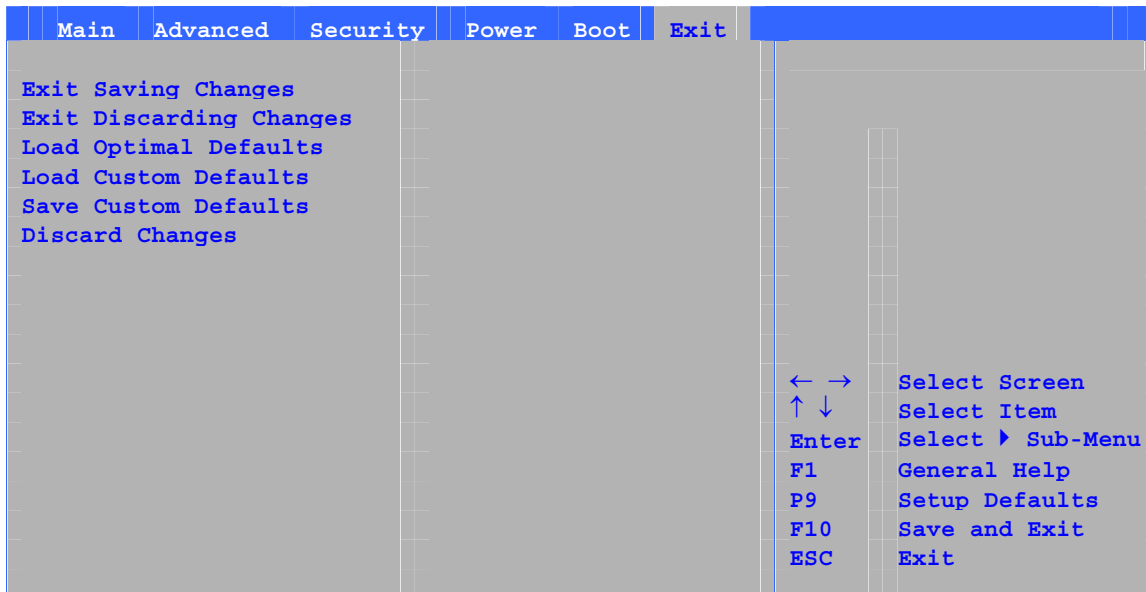 Main Advanced Security Power Boot Exit
Exit Saving Changes
Exit Discarding Changes
Load Optimal Defaults
Load Custom Defaults
Save Custom Defaults
Discard Changes
← → Select Screen
↑ ↓ Select Item
Enter Select ▶ Sub-Menu
F1 General Help
P9 Setup Defaults
F10 Save and Exit
ESC Exit